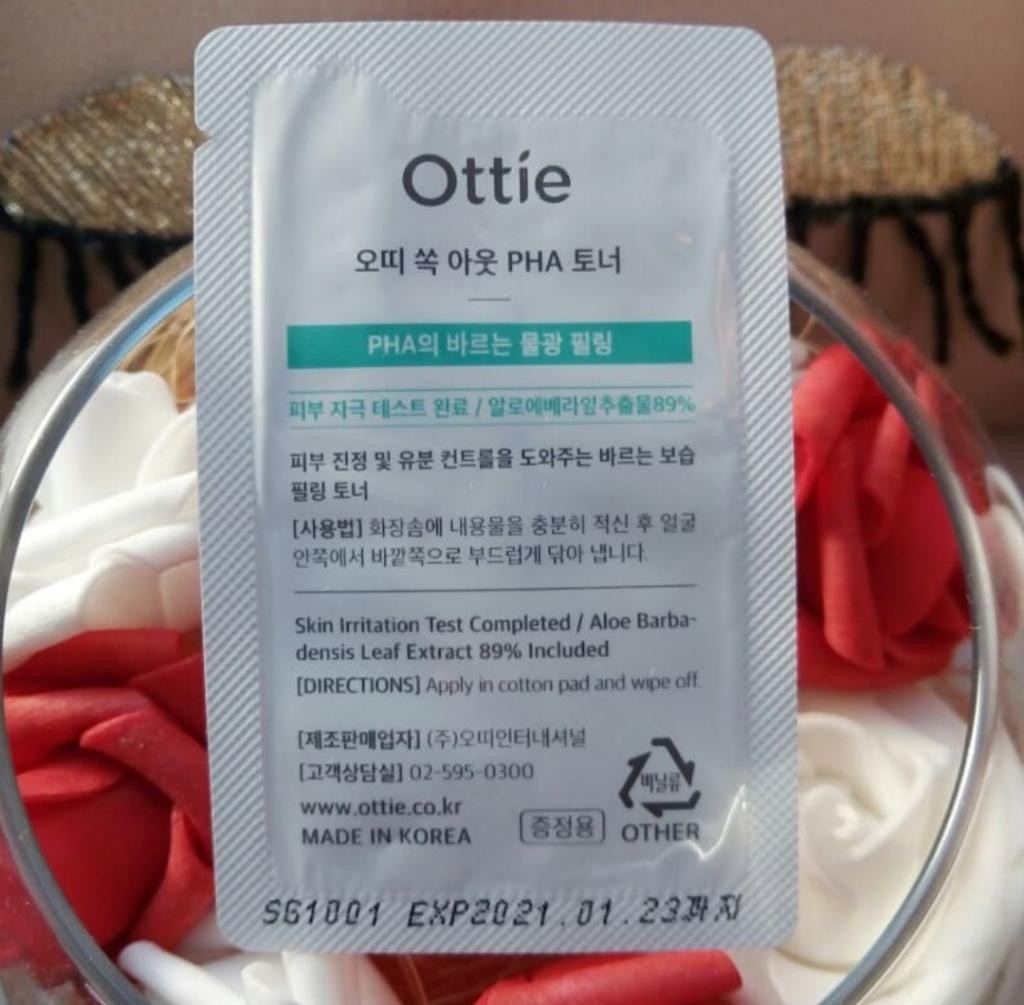 Ottie
오띠 쏙 아웃 PHA 토너
PHA의 바르는 물광 필링
피부 자극 테스트 완료 / 알로에베라잎추출물89%
피부 진정 및 유분 컨트롤을 도와주는 바르는 보습
필링 토너
[사용법] 화장솜에 내용물을 충분히 적신 후 얼굴
안쪽에서 바깥쪽으로 부드럽게 닦아 냅니다.
Skin Irritation Test Completed / Aloe Barba-
densis Leaf Extract 89% Included
[DIRECTIONS] Apply in cotton pad and wipe off.
[제조판매업자] (주)오띠인터내셔널
[고객상담실] 02-595-0300
www.ottie.co.kr
MADE IN KOREA
증정용
비닐류
OTHER
SG1001 EXP2021.01.23까지